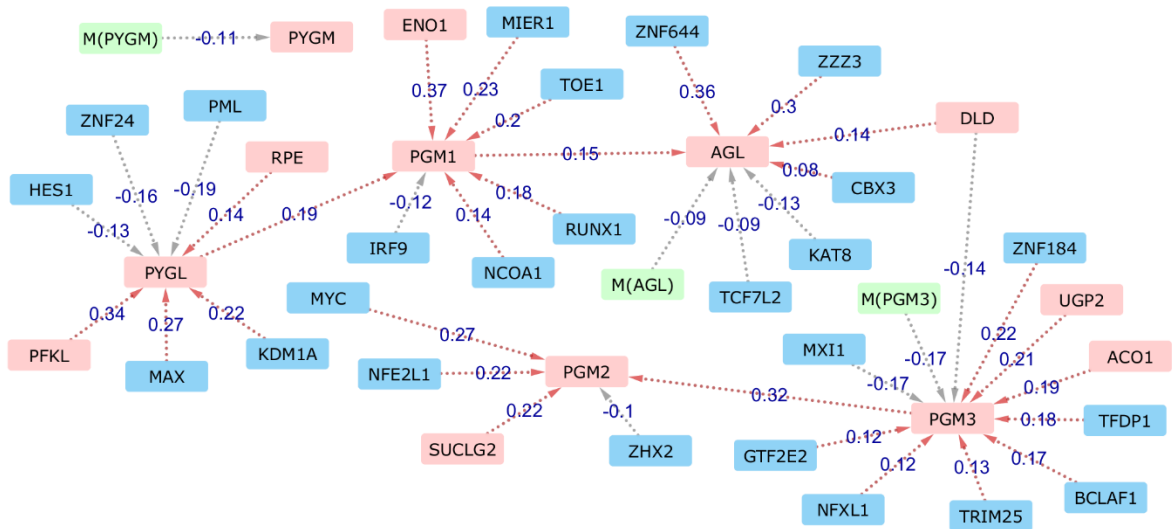 ENO1 MIER1 ZNF644
M(PYGM) -0.11 PYGM
ZZZ3
TOE1
0.37 0.23 0.36
ZNF24 PML
0.3
DLD
RPE
0.2
0.14
PGM1 0.15 AGL
HES1 -0.16 -0.19
0.08 CBX3
0.14 0.19 -0.12 0.14 0.18
-0.13
-0.09 -0.09 -0.13
RUNX1
IRF9
KAT8
ZNF184
PYGL NCOA1
M(AGL) TCF7L2
-0.14
MYC
M(PGM3) UGP2
0.34 0.27 0.22
0.27
0.22
MXI1
0.21
PFKL MAX KDM1A
NFE2L1 0.22 PGM2
-0.17 -0.17
ACO1
0.32
0.19
0.22 -0.1
PGM3 0.18 TFDP1
SUCLG2 ZHX2
GTF2E2 0.12
0.12 0.13 0.17
BCLAF1
NFXL1 TRIM25